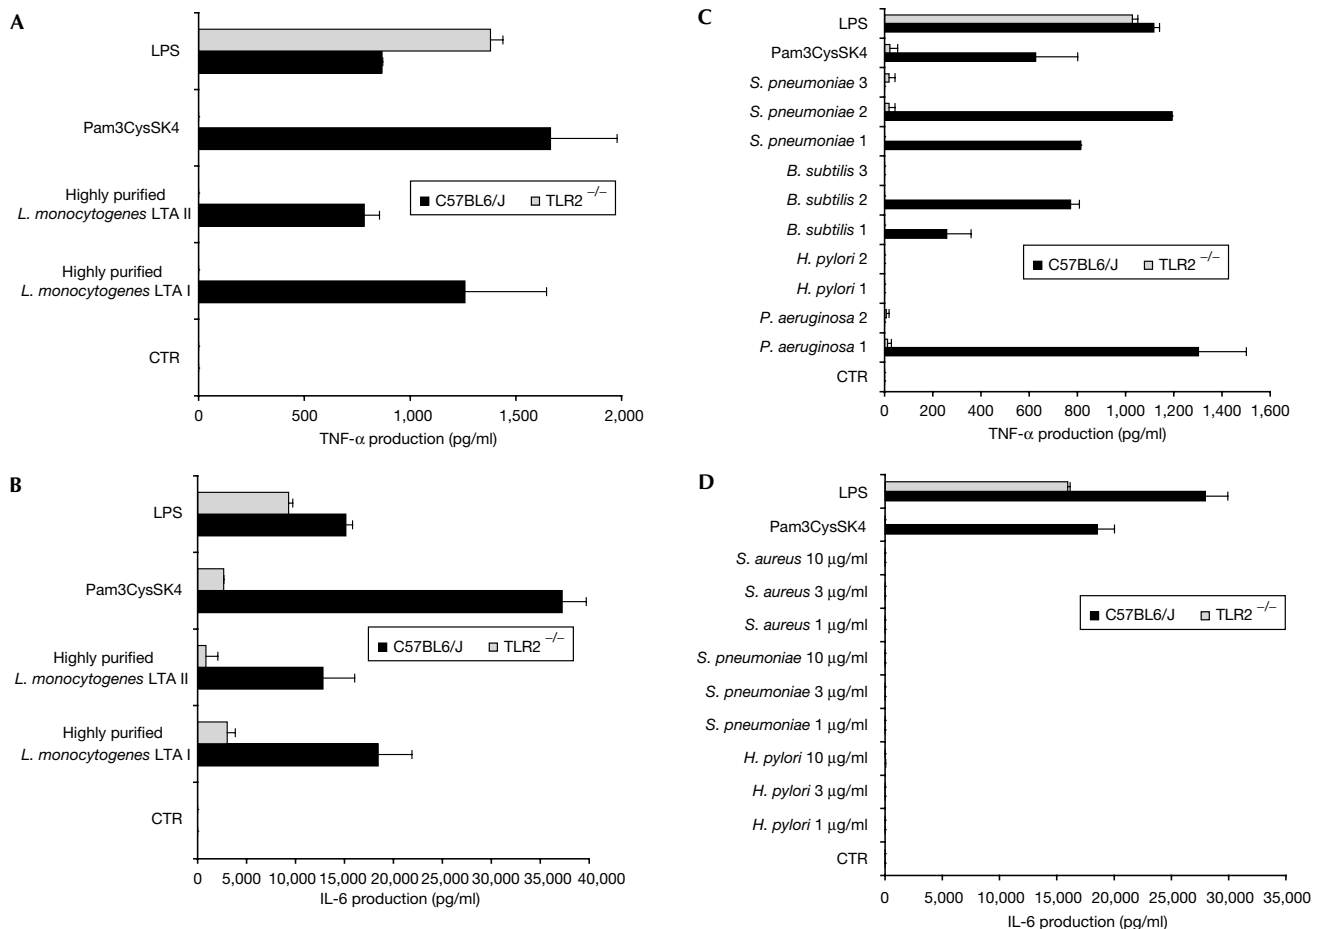 A
LPS
Pam3CysSK4
Highly purified
L. monocytogenes LTA II
Highly purified
L. monocytogenes LTA I
CTR
C57BL6/J TLR2 −/−
0 500 1,000 1,500 2,000
TNF-α production (pg/ml)
B
LPS
Pam3CysSK4
Highly purified
L. monocytogenes LTA II
Highly purified
L. monocytogenes LTA I
CTR
C57BL6/J TLR2 −/−
0 5,000 10,000 15,000 20,000 25,000 30,000 35,000 40,000
IL-6 production (pg/ml)
C
LPS
Pam3CysSK4
S. pneumoniae 3
S. pneumoniae 2
S. pneumoniae 1
B. subtilis 3
B. subtilis 2
B. subtilis 1
H. pylori 2
H. pylori 1
P. aeruginosa 2
P. aeruginosa 1
CTR
C57BL6/J TLR2 −/−
0 200 400 600 800 1,000 1,200 1,400 1,600
TNF-α production (pg/ml)
D
LPS
Pam3CysSK4
S. aureus 10 µg/ml
S. aureus 3 µg/ml
S. aureus 1 µg/ml
S. pneumoniae 10 µg/ml
S. pneumoniae 3 µg/ml
S. pneumoniae 1 µg/ml
H. pylori 10 µg/ml
H. pylori 3 µg/ml
H. pylori 1 µg/ml
CTR
C57BL6/J TLR2 −/−
0 5,000 10,000 15,000 20,000 25,000 30,000 35,000
IL-6 production (pg/ml)